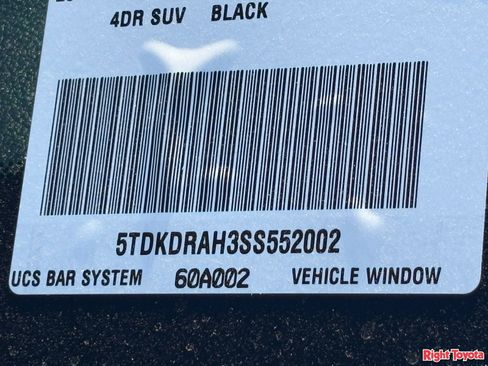 4DR SUV BLACK
5TDKDRAH3SS552002
UCS BAR SYSTEM 60A002 VEHICLE WINDOW
Right Toyota